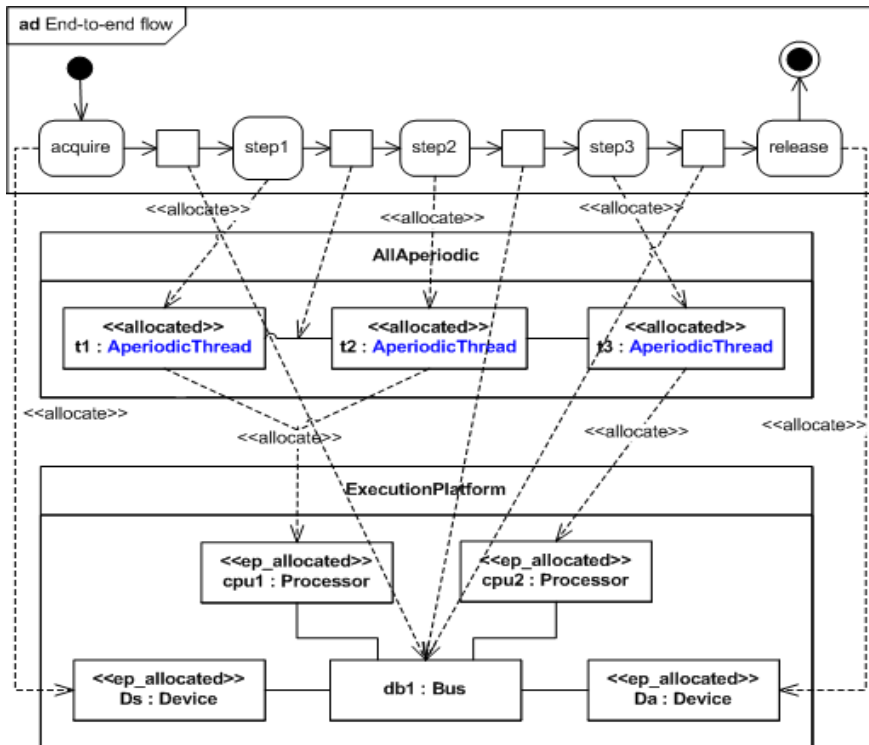 ad End-to-end flow
acquire
step1
step2
step3
release
<<allocate>>
<<allocate>>
<<allocate>>
AllAperiodic
<<allocated>>
t1 : AperiodicThread
<<allocated>>
t2 : AperiodicThread
<<allocated>>
t3 : AperiodicThread
<<allocate>>
<<allocate>>
<<allocate>>
<<allocate>>
ExecutionPlatform
<<ep_allocated>>
cpu1 : Processor
<<ep_allocated>>
cpu2 : Processor
<<ep_allocated>>
Ds : Device
db1 : Bus
<<ep_allocated>>
Da : Device